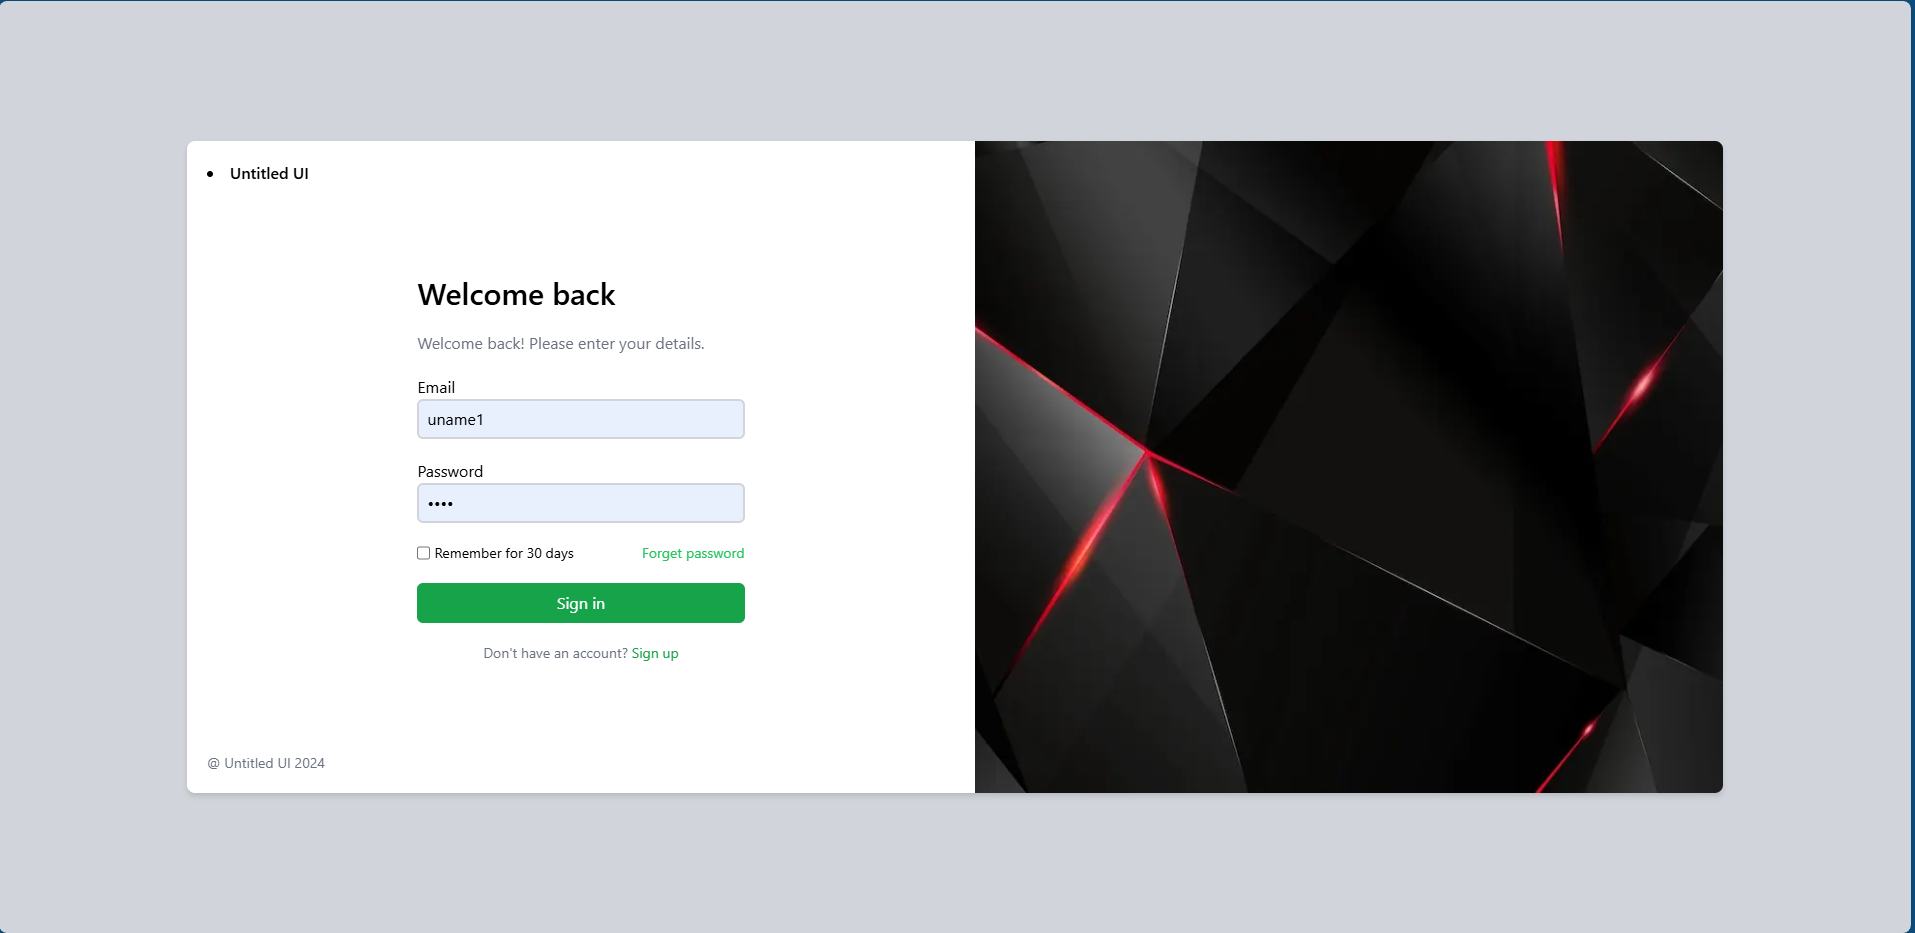 • Untitled UI
Welcome back
Welcome back! Please enter your details.
Email
uname1
Password
••••
Remember for 30 days Forget password
Sign in
Don't have an account? Sign up
@ Untitled UI 2024